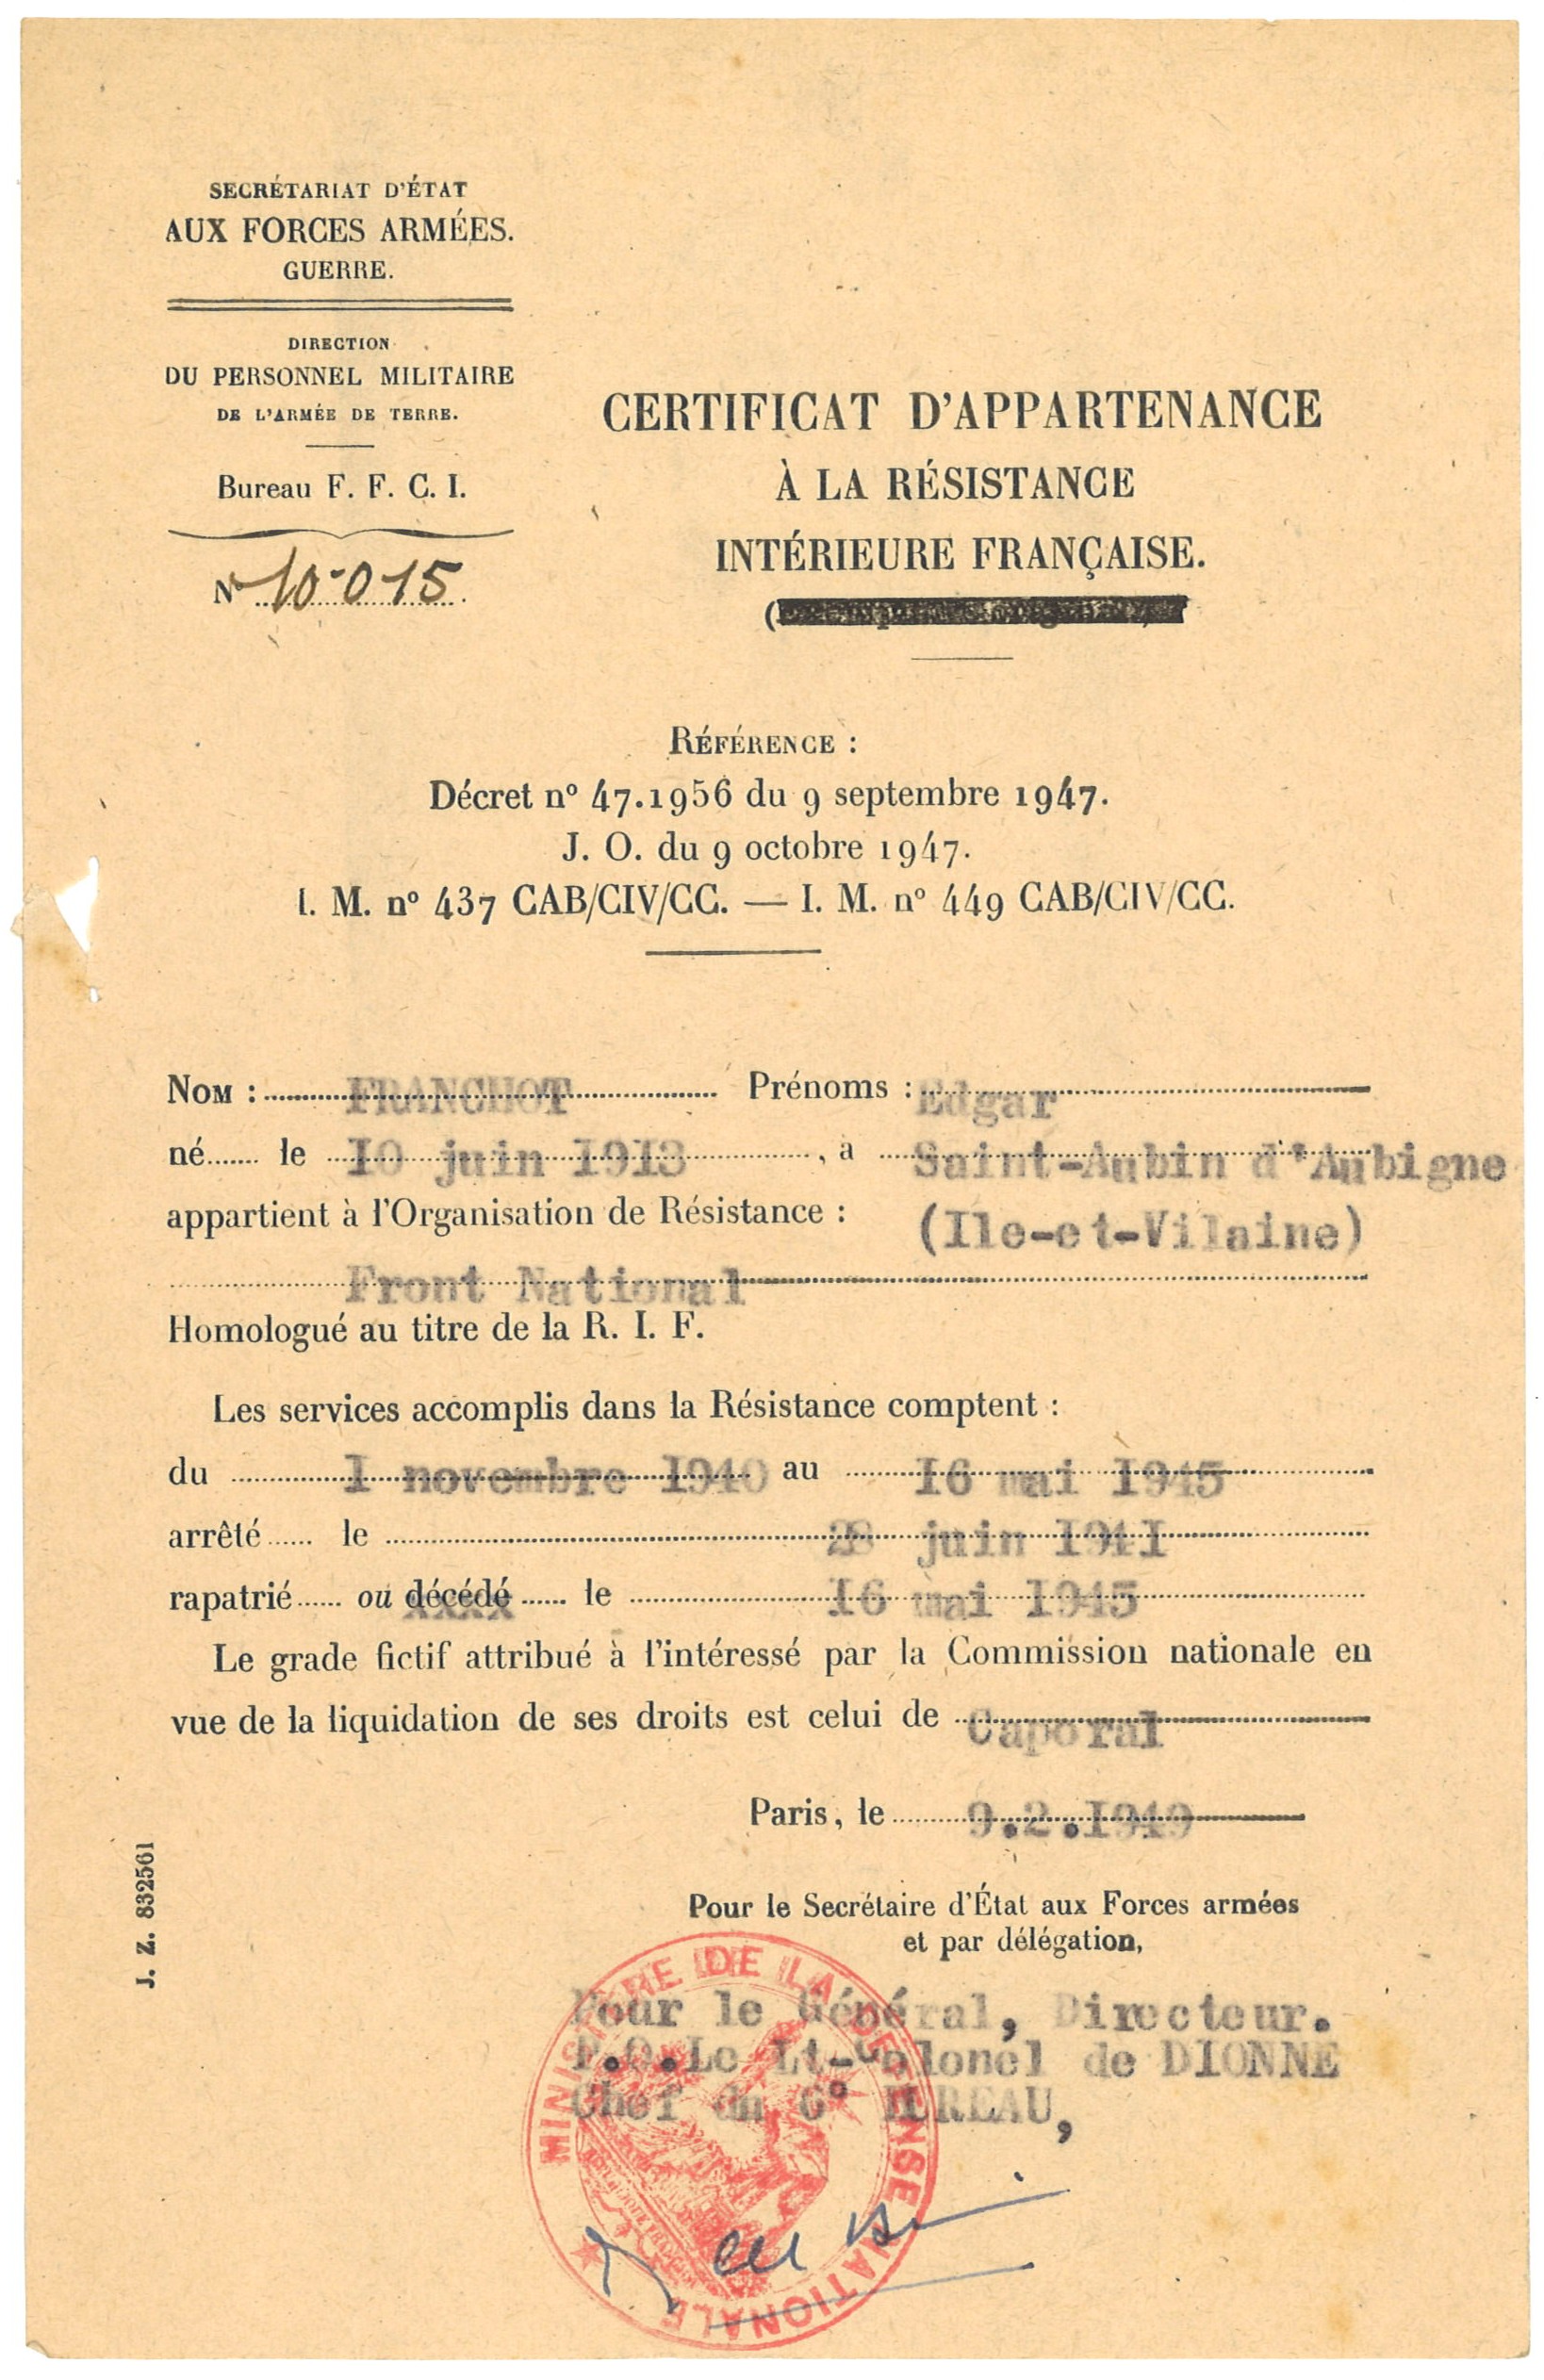 SECRÉTARIAT D'ÉTAT
AUX FORCES ARMÉES.
GUERRE.
DIRECTION
DU PERSONNEL MILITAIRE
DE L'ARMÉE DE TERRE.
Bureau F. F. C. I.
N° 10-015
CERTIFICAT D'APPARTENANCE
À LA RÉSISTANCE
INTÉRIEURE FRANÇAISE.
RÉFÉRENCE :
Décret n° 47.1956 du 9 septembre 1947.
J. O. du 9 octobre 1947.
I. M. n° 437 CAB/CIV/CC. — I. M. n° 449 CAB/CIV/CC.
NOM : FRANCHOT Prénoms : Edgar
né le 10 juin 1913, à Saint-Aubin d'Aubigne
appartient à l'Organisation de Résistance : (Ile-et-Vilaine)
Front National
Homologué au titre de la R. I. F.
Les services accomplis dans la Résistance comptent :
du 1 novembre 1940 au 16 mai 1945
arrêté le 28 juin 1941
rapatrié ou décédé le 16 mai 1945
Le grade fictif attribué à l'intéressé par la Commission nationale en
vue de la liquidation de ses droits est celui de Caporal
Paris, le 9.2.1949
Pour le Secrétaire d'État aux Forces armées
et par délégation,
Pour le Général, Directeur.
P.O. Le Lt-Colonel de DIONNE
Chef du 6° BUREAU,
MINISTÈRE DE LA DÉFENSE NATIONALE
J. Z. 832561